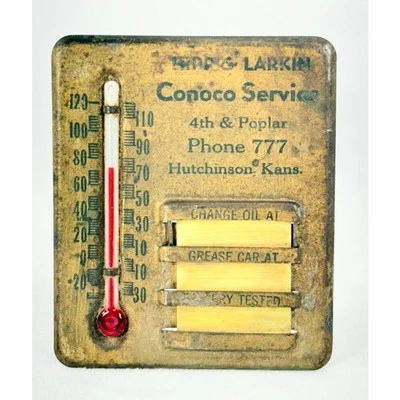 & LARKIN
Conoco Service
4th & Poplar
Phone 777
Hutchinson, Kans.
120
110
100
90
80
70
60
50
40
30
20
10
0
10
20
30
CHANGE OIL AT
GREASE CAR AT
TESTED